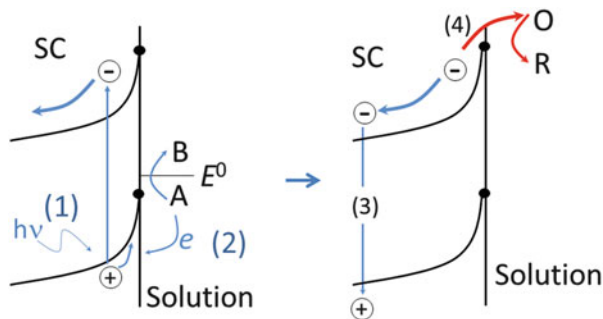 SC
−
B
E⁰
A
(1)
hν
e
(2)
+
Solution
(4)
O
SC
R
−
−
(3)
+
Solution